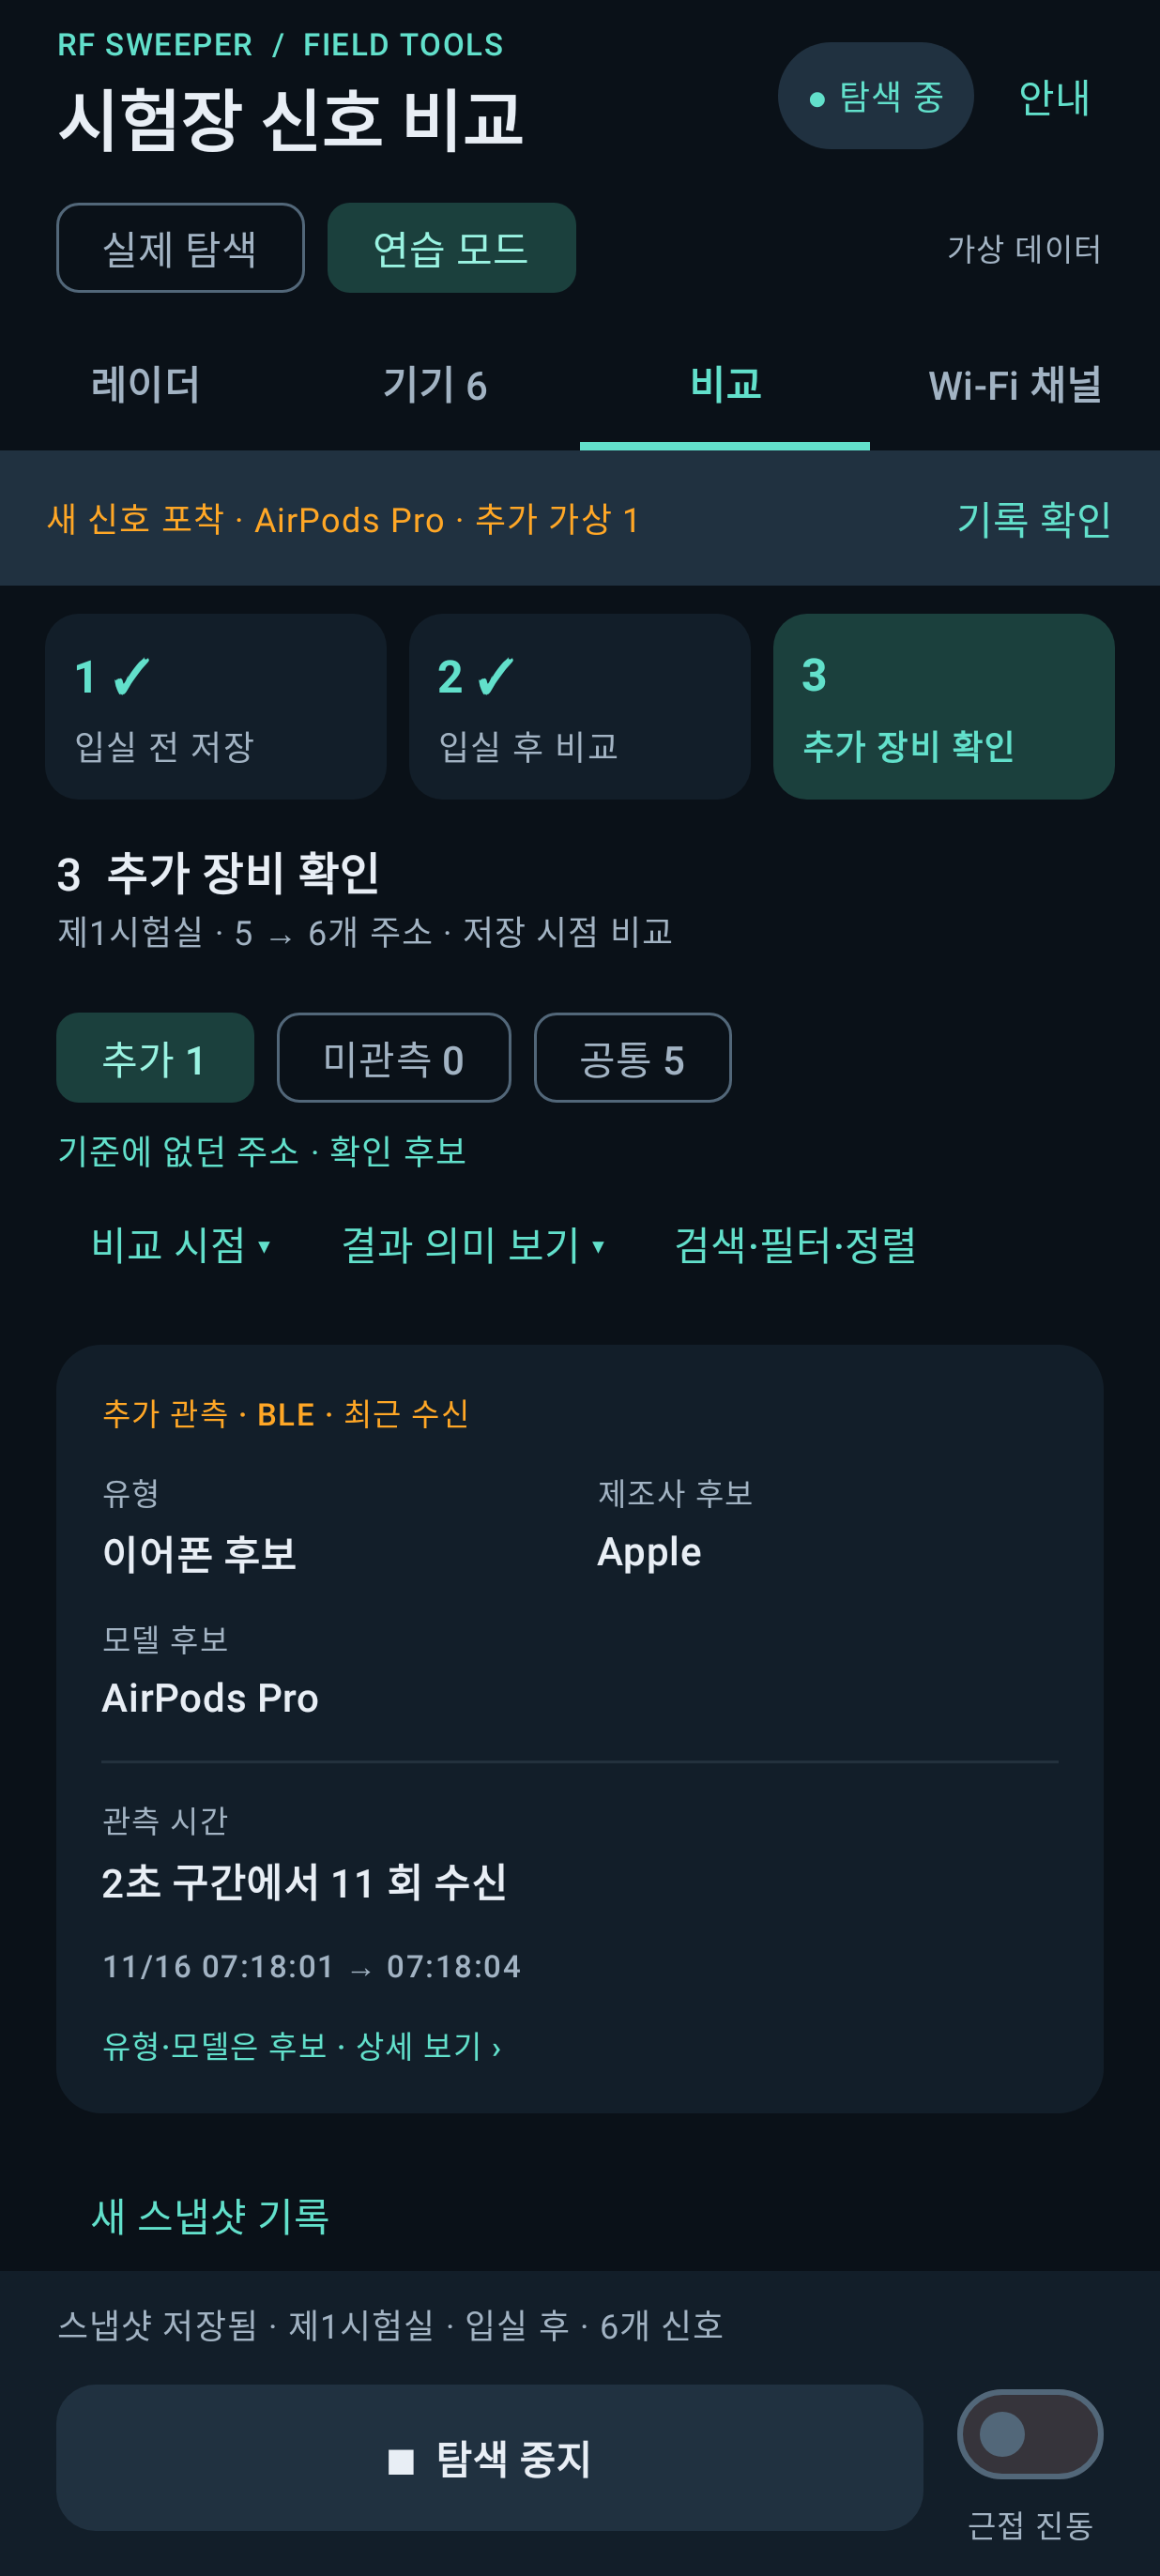 RF SWEEPER / FIELD TOOLS
시험장 신호 비교
● 탐색 중
안내
실제 탐색
연습 모드
가상 데이터
레이더
기기 6
비교
Wi-Fi 채널
새 신호 포착 · AirPods Pro · 추가 가상 1
기록 확인
1 ✓
입실 전 저장
2 ✓
입실 후 비교
3
추가 장비 확인
3 추가 장비 확인
제1시험실 · 5 → 6개 주소 · 저장 시점 비교
추가 1
미관측 0
공통 5
기준에 없던 주소 · 확인 후보
비교 시점 ▾
결과 의미 보기 ▾
검색·필터·정렬
추가 관측 · BLE · 최근 수신
유형
이어폰 후보
제조사 후보
Apple
모델 후보
AirPods Pro
관측 시간
2초 구간에서 11 회 수신
11/16 07:18:01 → 07:18:04
유형·모델은 후보 · 상세 보기 ›
새 스냅샷 기록
스냅샷 저장됨 · 제1시험실 · 입실 후 · 6개 신호
■ 탐색 중지
근접 진동